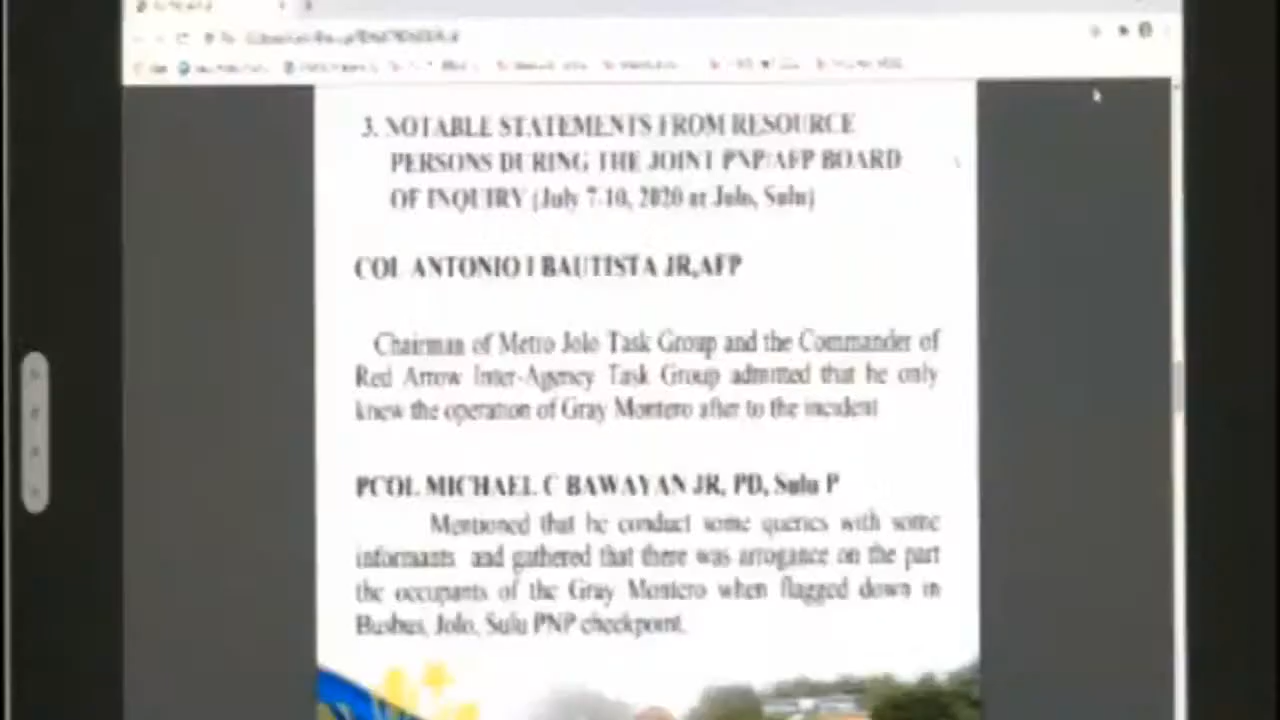 3. NOTABLE STATEMENTS FROM RESOURCE
PERSONS DURING THE JOINT PNP/AFP BOARD
OF INQUIRY (July 7-10, 2020 at Jolo, Sulu)
COL ANTONIO I BAUTISTA JR,AFP
Chairman of Metro Jolo Task Group and the Commander of
Red Arrow Inter-Agency Task Group admitted that he only
knew the operation of Gray Montero after to the incident
PCOL MICHAEL C BAWAYAN JR, PD, Sulu P
Mentioned that he conduct some queries with some
informants and gathered that there was arrogance on the part
the occupants of the Gray Montero when flagged down in
Busbus, Jolo, Sulu PNP checkpoint.